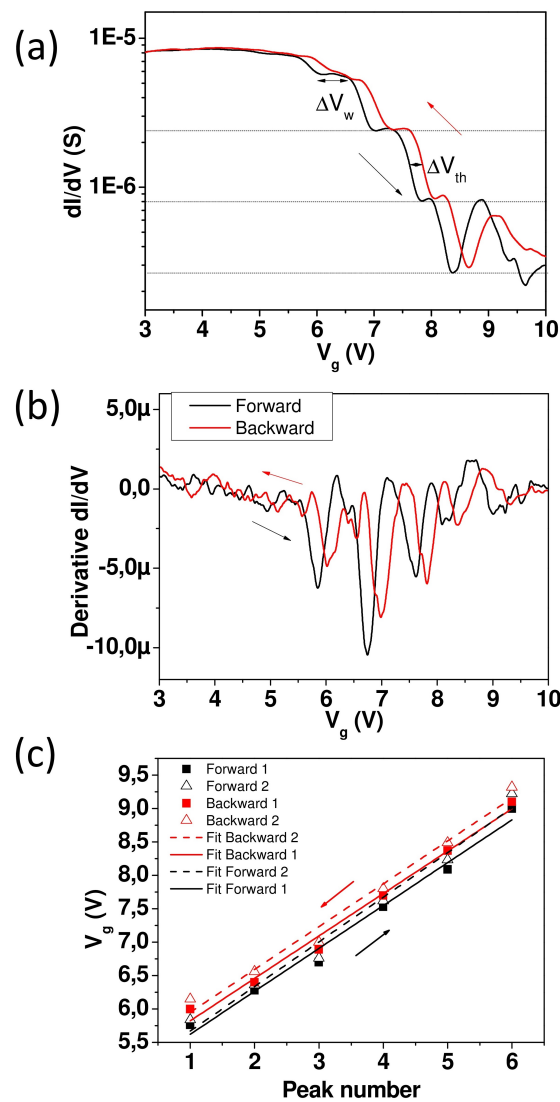 (a)
1E-5
1E-6
dI/dV (S)
ΔV_w
ΔV_th
3 4 5 6 7 8 9 10
V_g (V)
(b)
5,0µ
0,0
-5,0µ
-10,0µ
Derivative dI/dV
Forward
Backward
3 4 5 6 7 8 9 10
V_g (V)
(c)
9,5
9,0
8,5
8,0
7,5
7,0
6,5
6,0
5,5
V_g (V)
Forward 1
Forward 2
Backward 1
Backward 2
Fit Backward 2
Fit Backward 1
Fit Forward 2
Fit Forward 1
1 2 3 4 5 6
Peak number